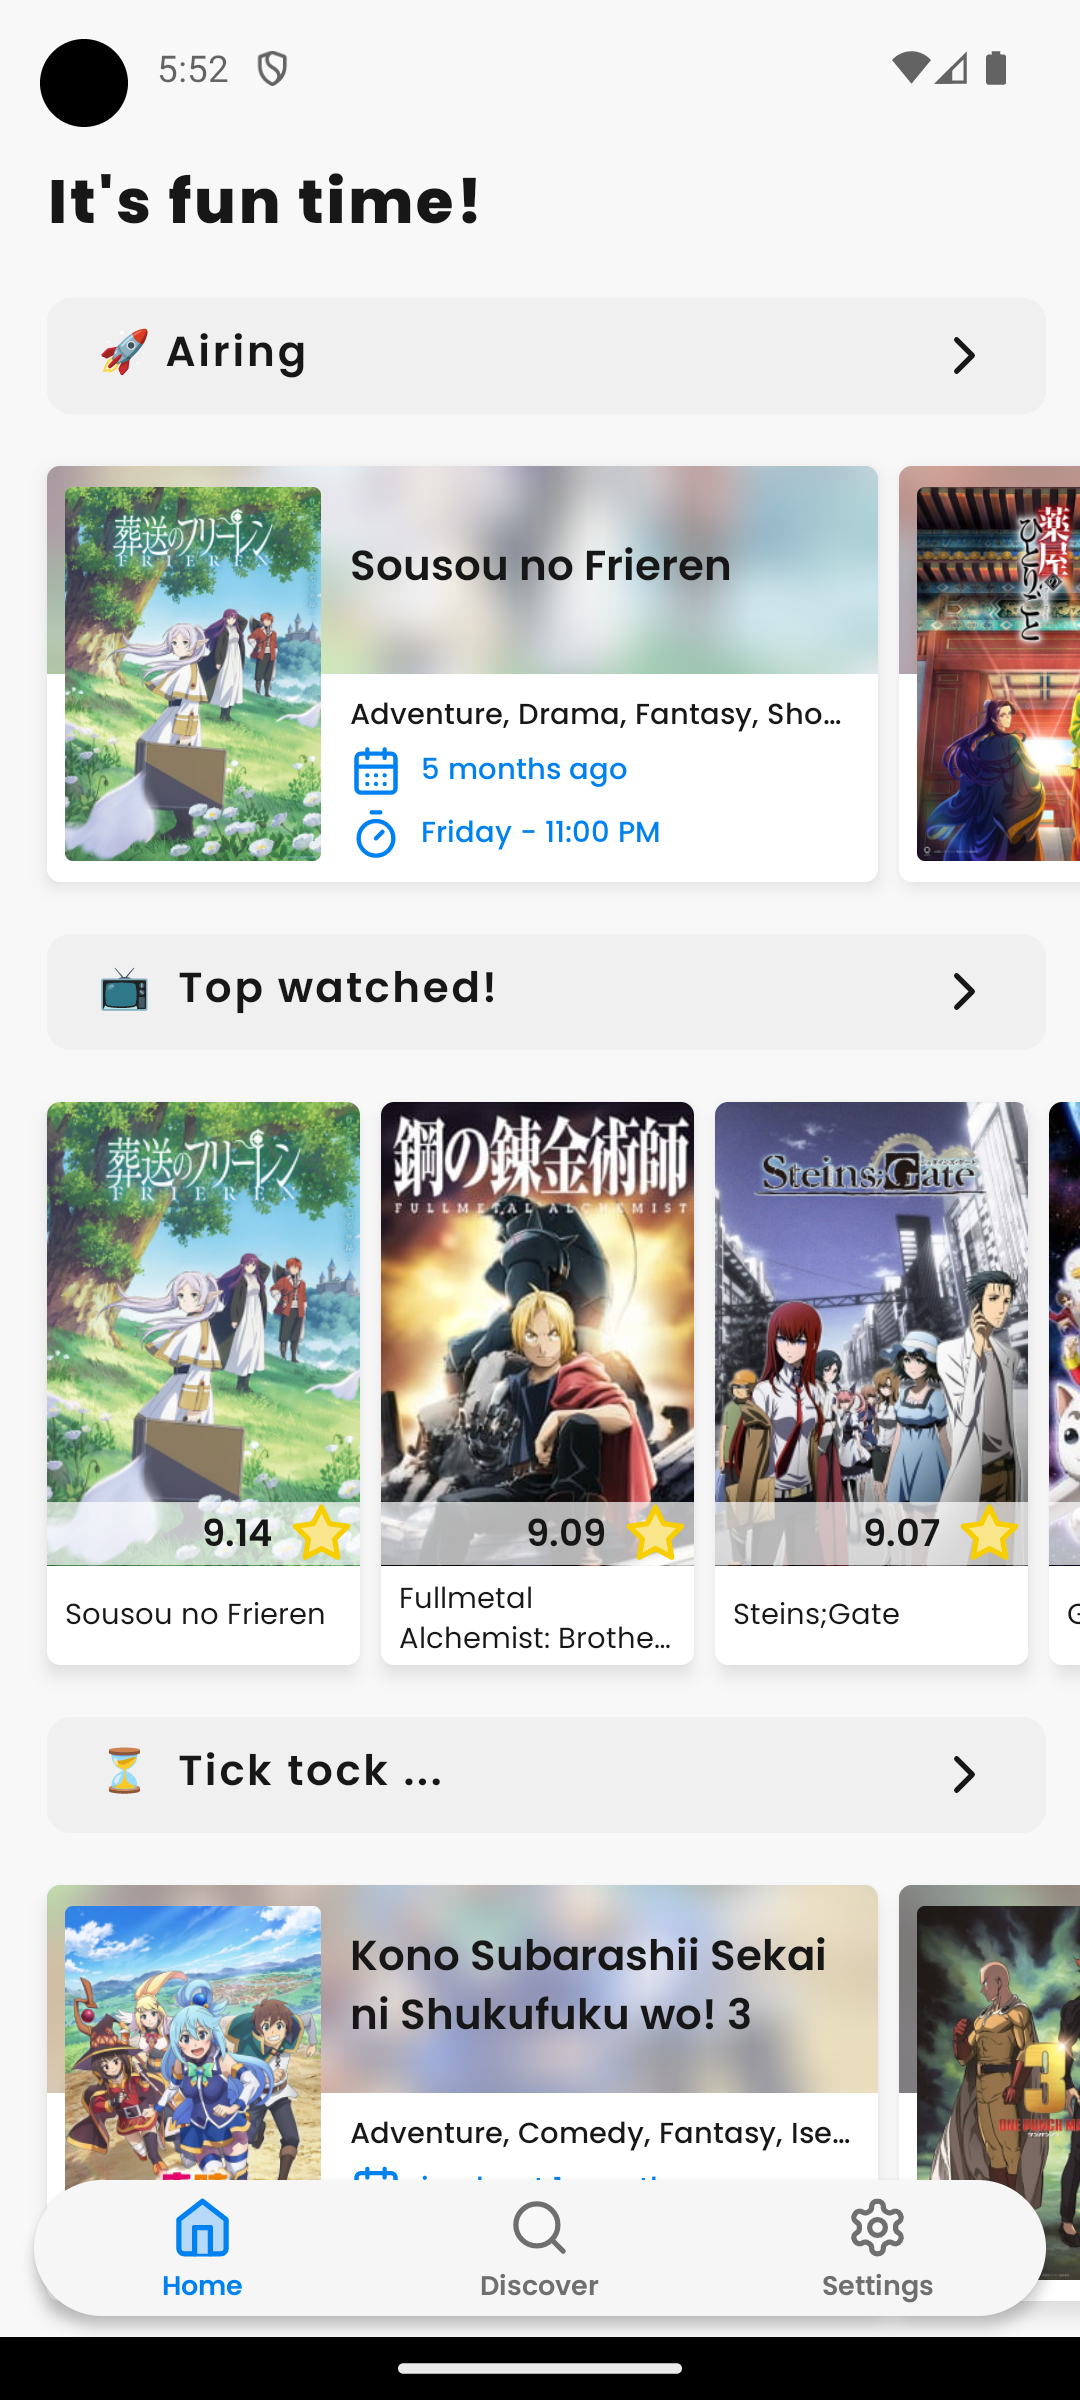 5:52
It's fun time!
🚀 Airing
葬送のフリーレン
FRIEREN
Sousou no Frieren
Adventure, Drama, Fantasy, Sho...
5 months ago
Friday - 11:00 PM
薬屋の
ひとりごと
📺 Top watched!
葬送のフリーレン
FRIEREN
9.14
Sousou no Frieren
鋼の錬金術師
FULLMETAL ALCHEMIST
9.09
Fullmetal
Alchemist: Brothe...
Steins;Gate
9.07
Steins;Gate
⏳ Tick tock ...
Kono Subarashii Sekai
ni Shukufuku wo! 3
Adventure, Comedy, Fantasy, Ise...
3
Home
Discover
Settings